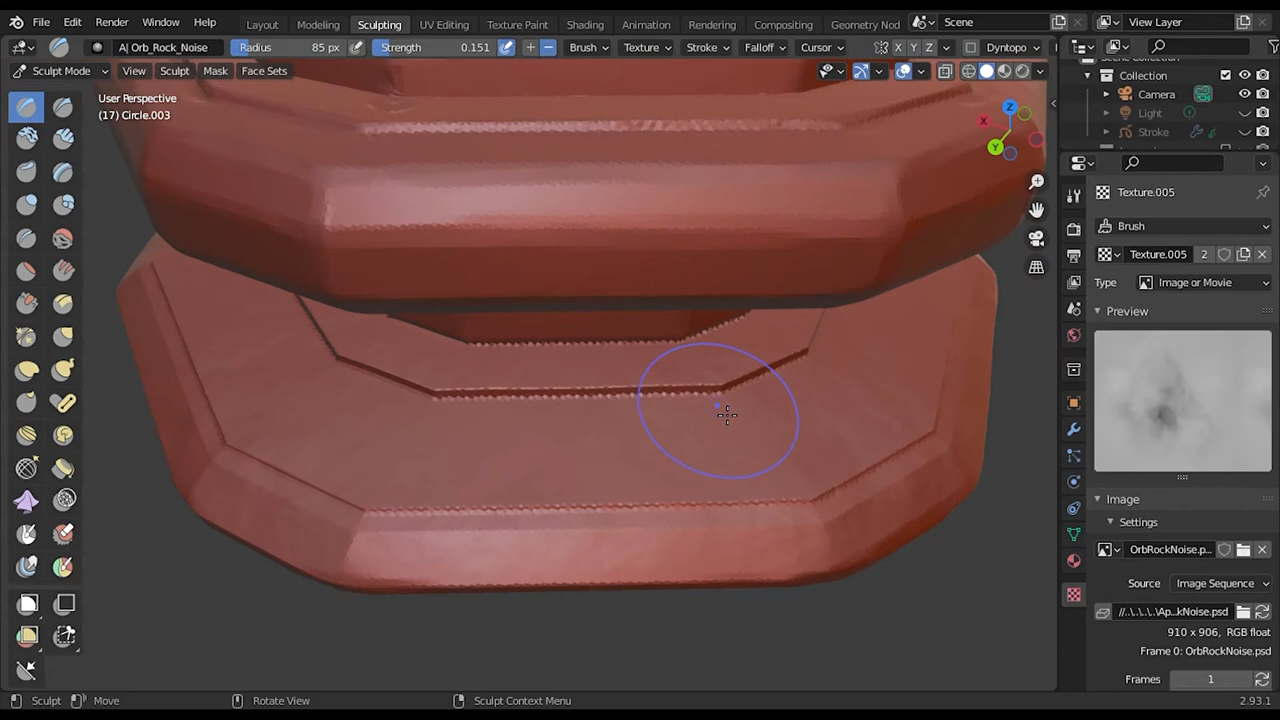 File Edit Render Window Help Layout Modeling Sculpting UV Editing Texture Paint Shading Animation Rendering Compositing Geometry Nod Scene View Layer
A| Orb_Rock_Noise Radius 85 px Strength 0.151 Brush Texture Stroke Falloff Cursor X Y Z Dyntopo
Sculpt Mode View Sculpt Mask Face Sets
User Perspective
(17) Circle.003
X Y Z
Collection
Camera
Light
Stroke
Texture.005
Brush
Texture.005 2
Type Image or Movie
Preview
Image
Settings
OrbRockNoise.p...
Source Image Sequence
//..\..\..\..\Ap...kNoise.psd
910 x 906, RGB float
Frame 0: OrbRockNoise.psd
Frames 1
Sculpt Move Rotate View Sculpt Context Menu 2.93.1